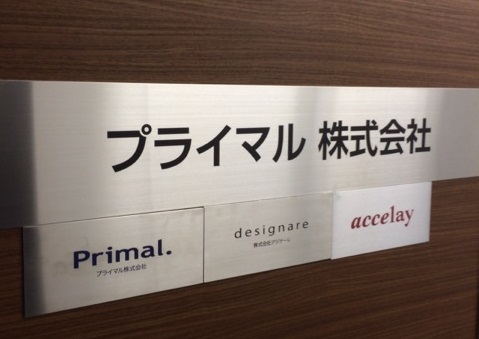 プライマル 株式会社
Primal.
プライマル株式会社
designare
株式会社デジナーレ
accelay